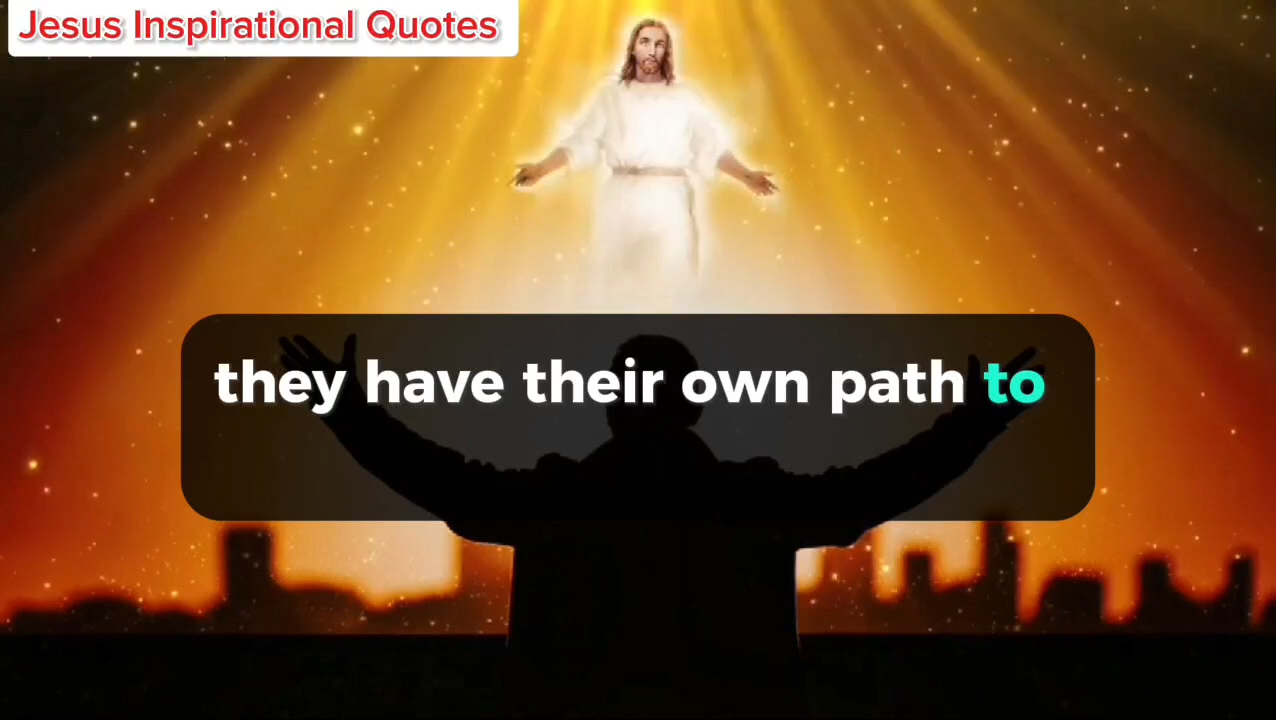 Jesus Inspirational Quotes
they have their own path to